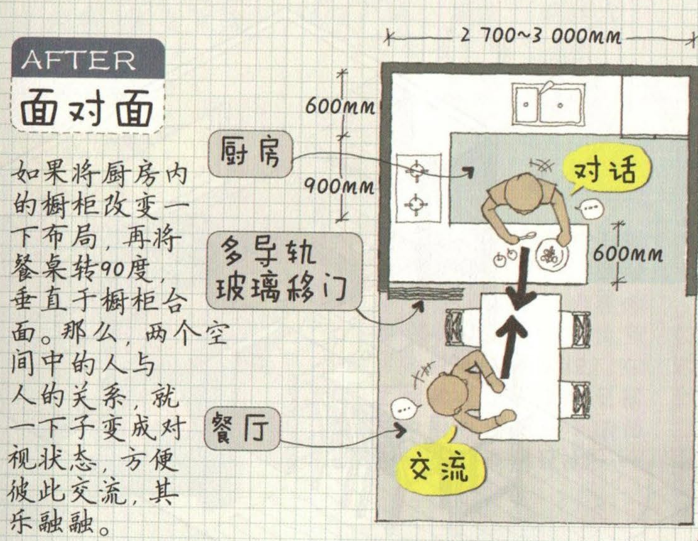 AFTER
面对面
如果将厨房内
的橱柜改变一
下布局,再将
餐桌转90度,
垂直于橱柜台
面。那么,两个空
间中的人与
人的关系,就
一下子变成对
视状态,方便
彼此交流,其
乐融融。
2 700~3 000mm
600mm
900mm
厨房
对话
...
多导轨
玻璃移门
600mm
餐厅
...
交流